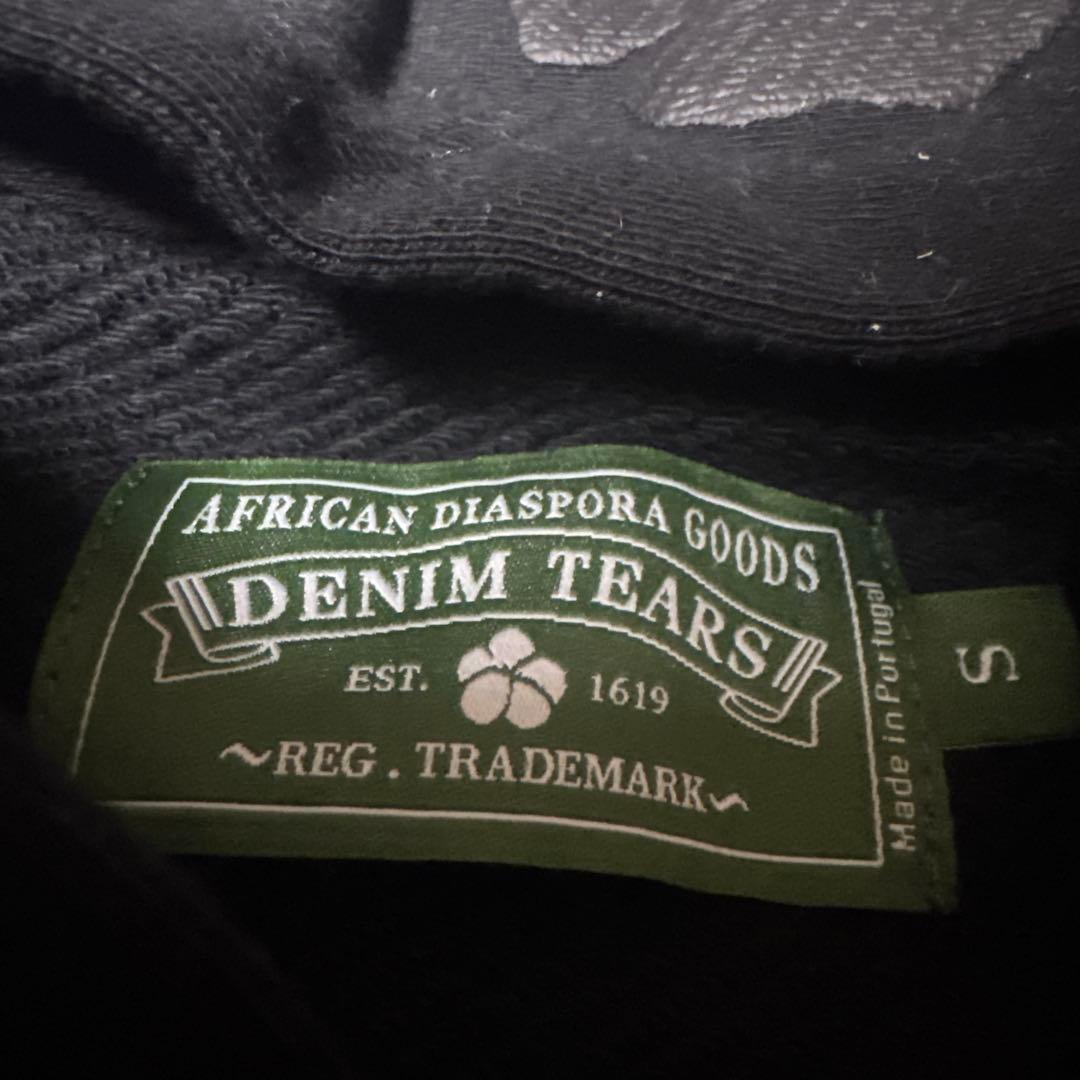 AFRICAN DIASPORA GOODS
DENIM TEARS
EST. 1619
~REG. TRADEMARK~
Made in Portugal
S